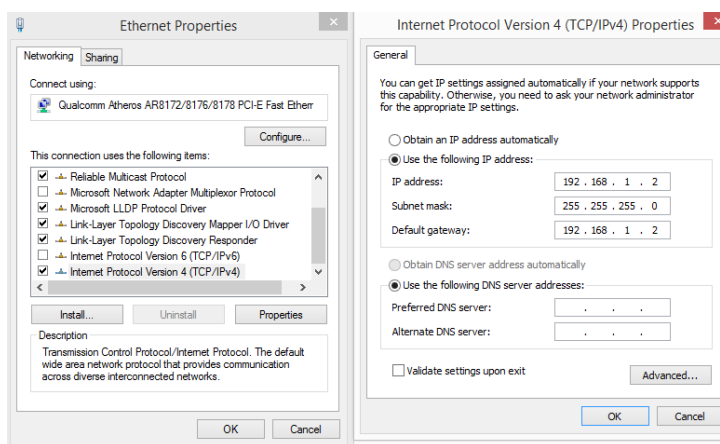 Ethernet Properties
Networking
Sharing
Connect using:
Qualcomm Atheros AR8172/8176/8178 PCI-E Fast Ethern
Configure...
This connection uses the following items:
Reliable Multicast Protocol
Microsoft Network Adapter Multiplexor Protocol
Microsoft LLDP Protocol Driver
Link-Layer Topology Discovery Mapper I/O Driver
Link-Layer Topology Discovery Responder
Internet Protocol Version 6 (TCP/IPv6)
Internet Protocol Version 4 (TCP/IPv4)
Install...
Uninstall
Properties
Description
Transmission Control Protocol/Internet Protocol. The default
wide area network protocol that provides communication
across diverse interconnected networks.
OK
Cancel
Internet Protocol Version 4 (TCP/IPv4) Properties
General
You can get IP settings assigned automatically if your network supports
this capability. Otherwise, you need to ask your network administrator
for the appropriate IP settings.
Obtain an IP address automatically
Use the following IP address:
IP address: 192 . 168 . 1 . 2
Subnet mask: 255 . 255 . 255 . 0
Default gateway: 192 . 168 . 1 . 2
Obtain DNS server address automatically
Use the following DNS server addresses:
Preferred DNS server: . . .
Alternate DNS server: . . .
Validate settings upon exit
Advanced...
OK
Cancel